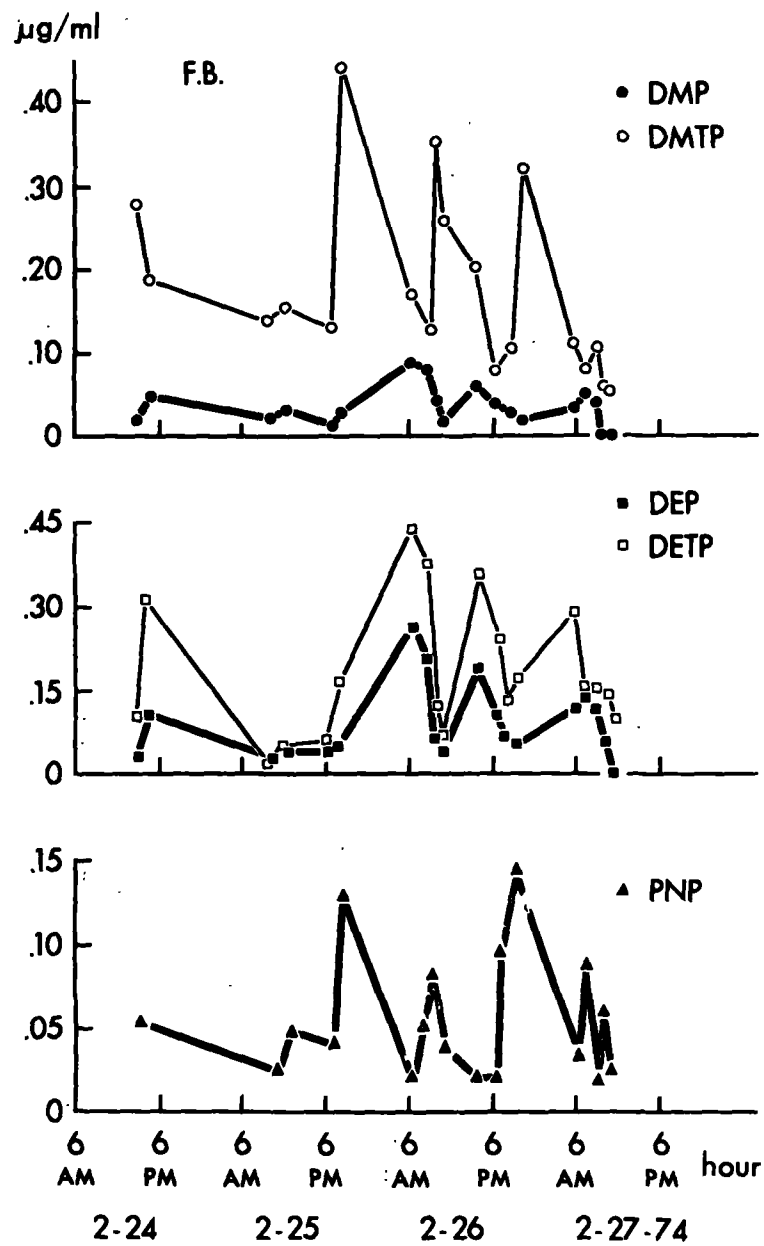 µg/ml
F.B.
DMP
DMTP
.40
.30
.20
.10
0
DEP
DETP
.45
.30
.15
0
PNP
.15
.10
.05
0
6 6 6 6 6 6 6 6
AM PM AM PM AM PM AM PM hour
2-24 2-25 2-26 2-27-74